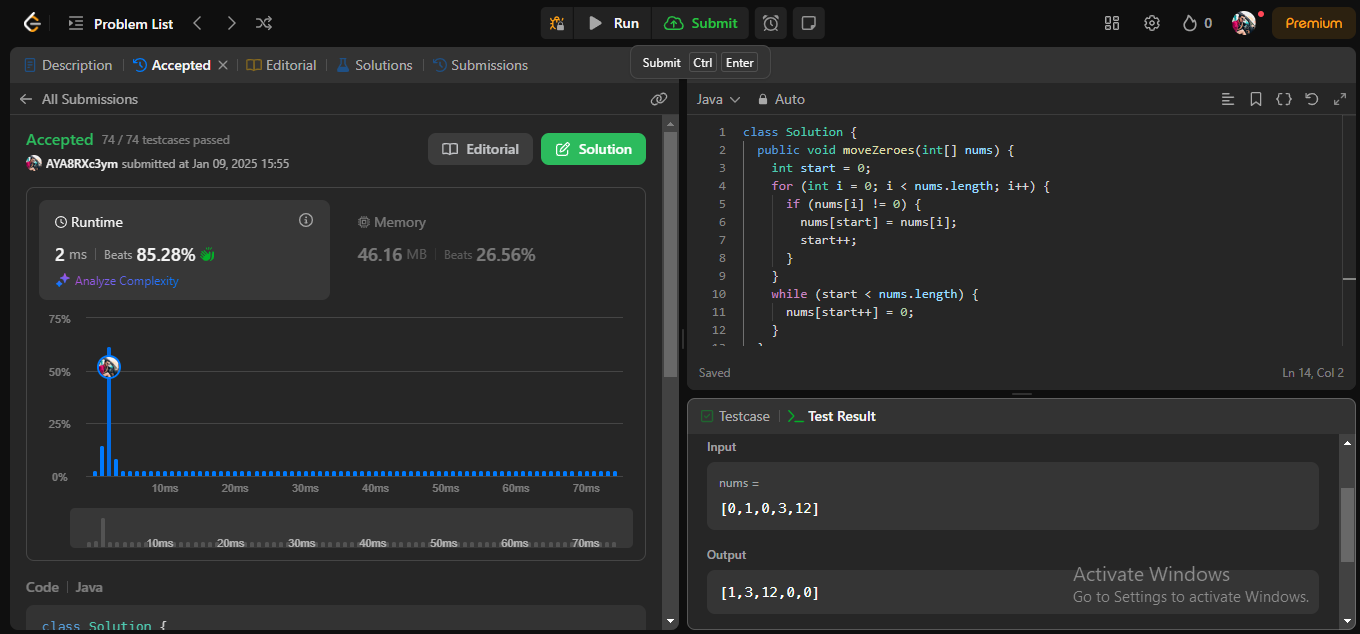 Problem List
Run
Submit
0
Premium
Description
Accepted
Editorial
Solutions
Submissions
Submit Ctrl Enter
All Submissions
Accepted 74 / 74 testcases passed
AYA8RXc3ym submitted at Jan 09, 2025 15:55
Editorial
Solution
Runtime
2 ms Beats 85.28%
Analyze Complexity
Memory
46.16 MB Beats 26.56%
75%
50%
25%
0%
10ms 20ms 30ms 40ms 50ms 60ms 70ms
10ms 20ms 30ms 40ms 50ms 60ms 70ms
Code Java
class Solution {
Java Auto
1 class Solution {
2 public void moveZeroes(int[] nums) {
3 int start = 0;
4 for (int i = 0; i < nums.length; i++) {
5 if (nums[i] != 0) {
6 nums[start] = nums[i];
7 start++;
8 }
9 }
10 while (start < nums.length) {
11 nums[start++] = 0;
12 }
13 }
Saved
Ln 14, Col 2
Testcase
Test Result
Input
nums =
[0,1,0,3,12]
Output
[1,3,12,0,0]
Activate Windows
Go to Settings to activate Windows.